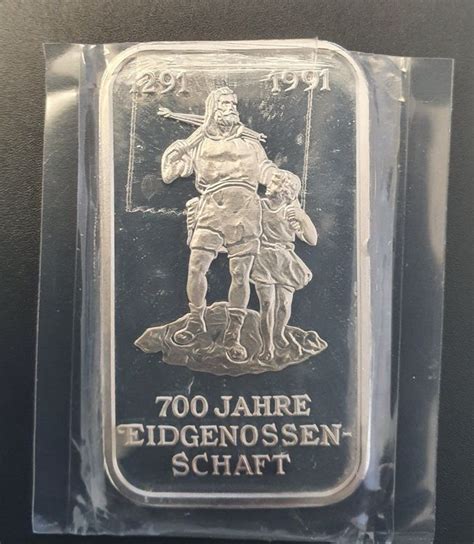 1291 1991
700 JAHRE
EIDGENOSSEN-
SCHAFT